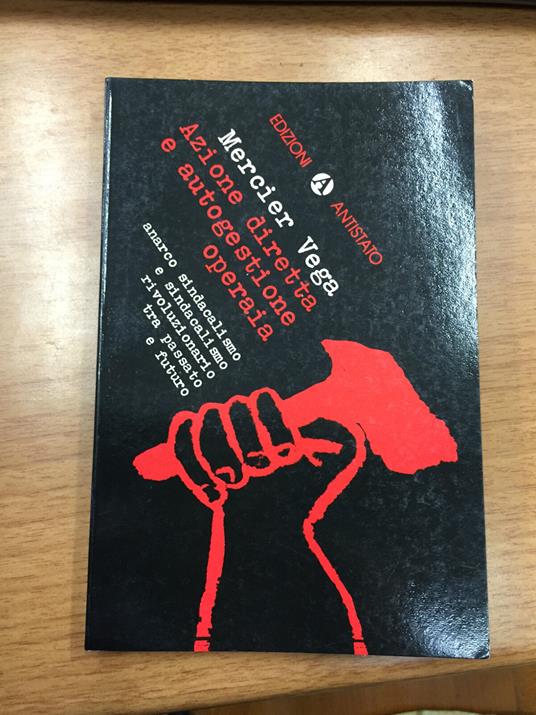 EDIZIONI A ANTISTATO
Mercier Vega
Azione diretta
e autogestione
operaia
anarco sindacalismo
e sindacalismo
rivoluzionario
tra passato
e futuro